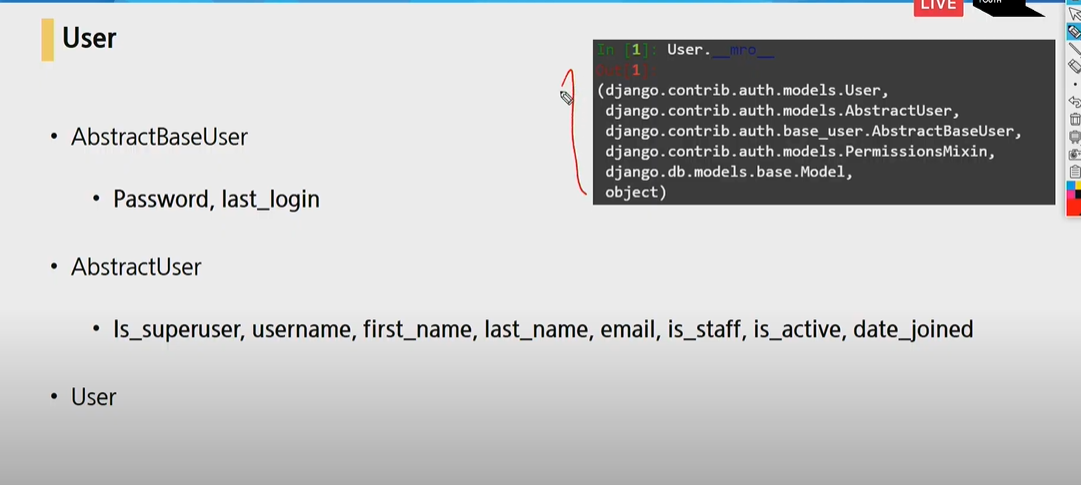 LIVE
User
In [1]: User.__mro__
Out[1]:
(django.contrib.auth.models.User,
django.contrib.auth.models.AbstractUser,
django.contrib.auth.base_user.AbstractBaseUser,
django.contrib.auth.models.PermissionsMixin,
django.db.models.base.Model,
object)
• AbstractBaseUser
• Password, last_login
• AbstractUser
• Is_superuser, username, first_name, last_name, email, is_staff, is_active, date_joined
• User